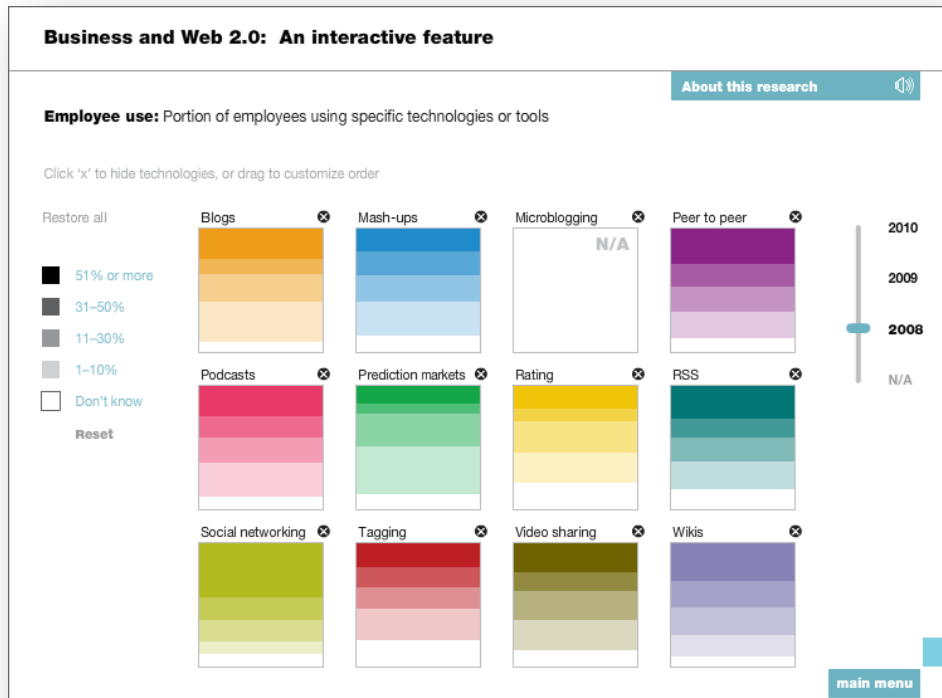 Business and Web 2.0: An interactive feature
About this research
Employee use: Portion of employees using specific technologies or tools
Click 'x' to hide technologies, or drag to customize order
Restore all
51% or more
31–50%
11–30%
1–10%
Don't know
Reset
Blogs
Mash-ups
Microblogging
N/A
Peer to peer
Podcasts
Prediction markets
Rating
RSS
Social networking
Tagging
Video sharing
Wikis
2010
2009
2008
N/A
main menu